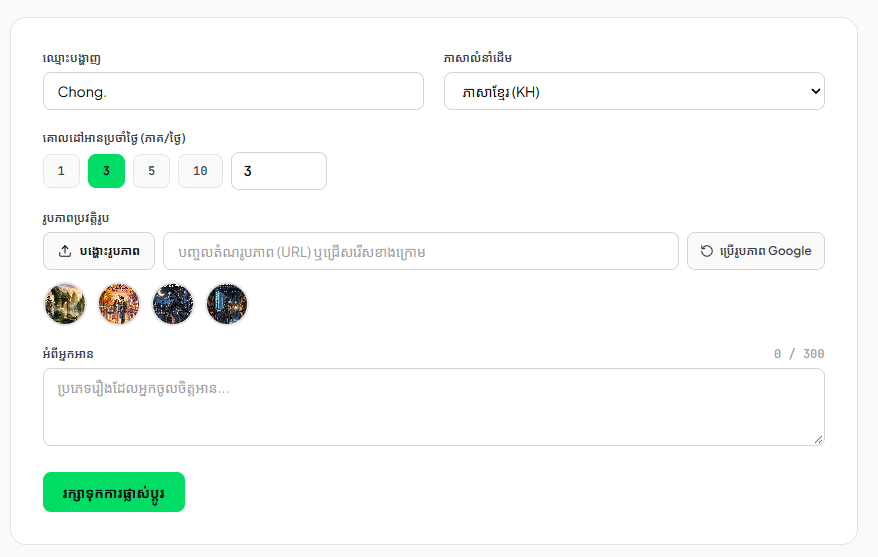 ឈ្មោះបង្ហាញ
ភាសាលំនាំដើម
Chong.
ភាសាខ្មែរ (KH)
គោលដៅអានប្រចាំថ្ងៃ (ភាគ/ថ្ងៃ)
1 3 5 10 3
រូបភាពប្រវត្តិរូប
បង្ហោះរូបភាព
បញ្ចូលតំណរូបភាព (URL) ឬជ្រើសរើសខាងក្រោម
ប្រើរូបភាព Google
អំពីអ្នកអាន
0 / 300
ប្រភេទរឿងដែលអ្នកចូលចិត្តអាន...
រក្សាទុកការផ្លាស់ប្តូរ